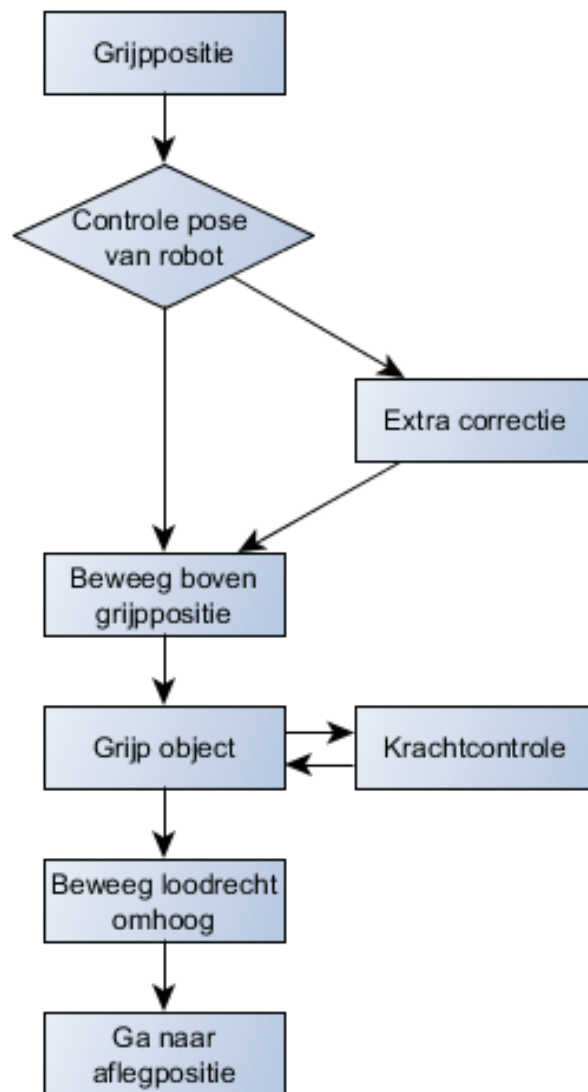 Grijppositie
Controle pose
van robot
Extra correctie
Beweeg boven
grijppositie
Grijp object
Krachtcontrole
Beweeg loodrecht
omhoog
Ga naar
aflegpositie